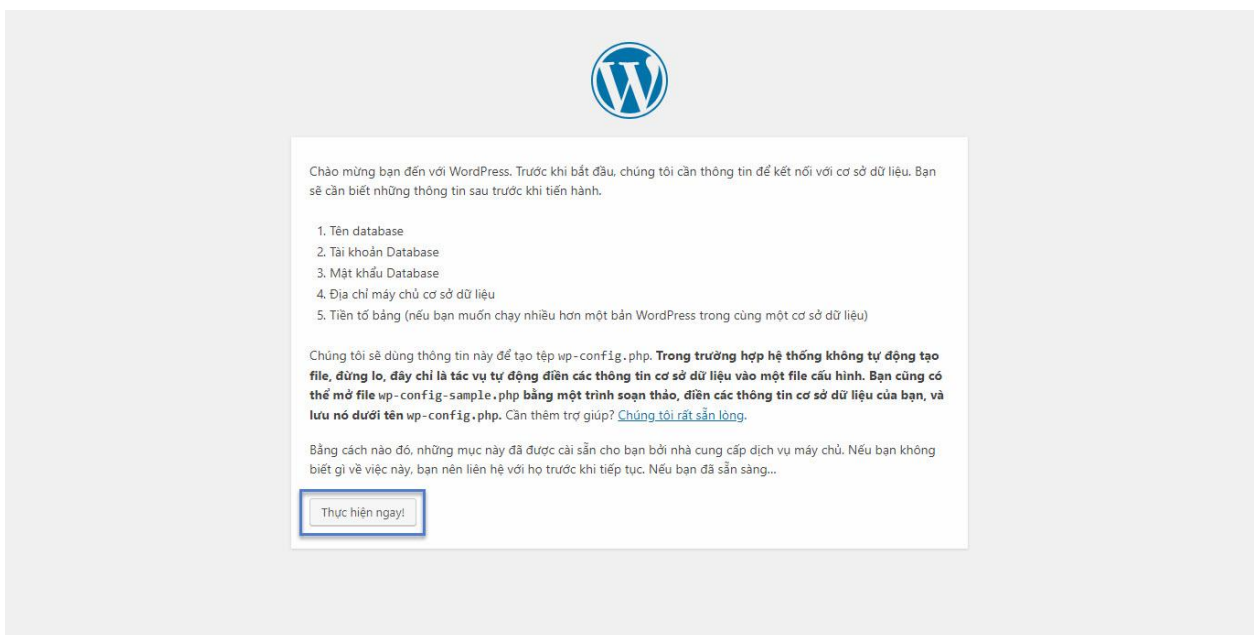 Chào mừng bạn đến với WordPress. Trước khi bắt đầu, chúng tôi cần thông tin để kết nối với cơ sở dữ liệu. Bạn
sẽ cần biết những thông tin sau trước khi tiến hành.
1. Tên database
2. Tài khoản Database
3. Mật khẩu Database
4. Địa chỉ máy chủ cơ sở dữ liệu
5. Tiền tố bảng (nếu bạn muốn chạy nhiều hơn một bản WordPress trong cùng một cơ sở dữ liệu)
Chúng tôi sẽ dùng thông tin này để tạo tệp wp-config.php. Trong trường hợp hệ thống không tự động tạo
file, đừng lo, đây chỉ là tác vụ tự động điền các thông tin cơ sở dữ liệu vào một file cấu hình. Bạn cũng có
thể mở file wp-config-sample.php bằng một trình soạn thảo, điền các thông tin cơ sở dữ liệu của bạn, và
lưu nó dưới tên wp-config.php. Cần thêm trợ giúp? Chúng tôi rất sẵn lòng.
Bằng cách nào đó, những mục này đã được cài sẵn cho bạn bởi nhà cung cấp dịch vụ máy chủ. Nếu bạn không
biết gì về việc này, bạn nên liên hệ với họ trước khi tiếp tục. Nếu bạn đã sẵn sàng...
Thực hiện ngay!